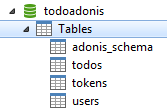 todoadonis
Tables
adonis_schema
todos
tokens
users